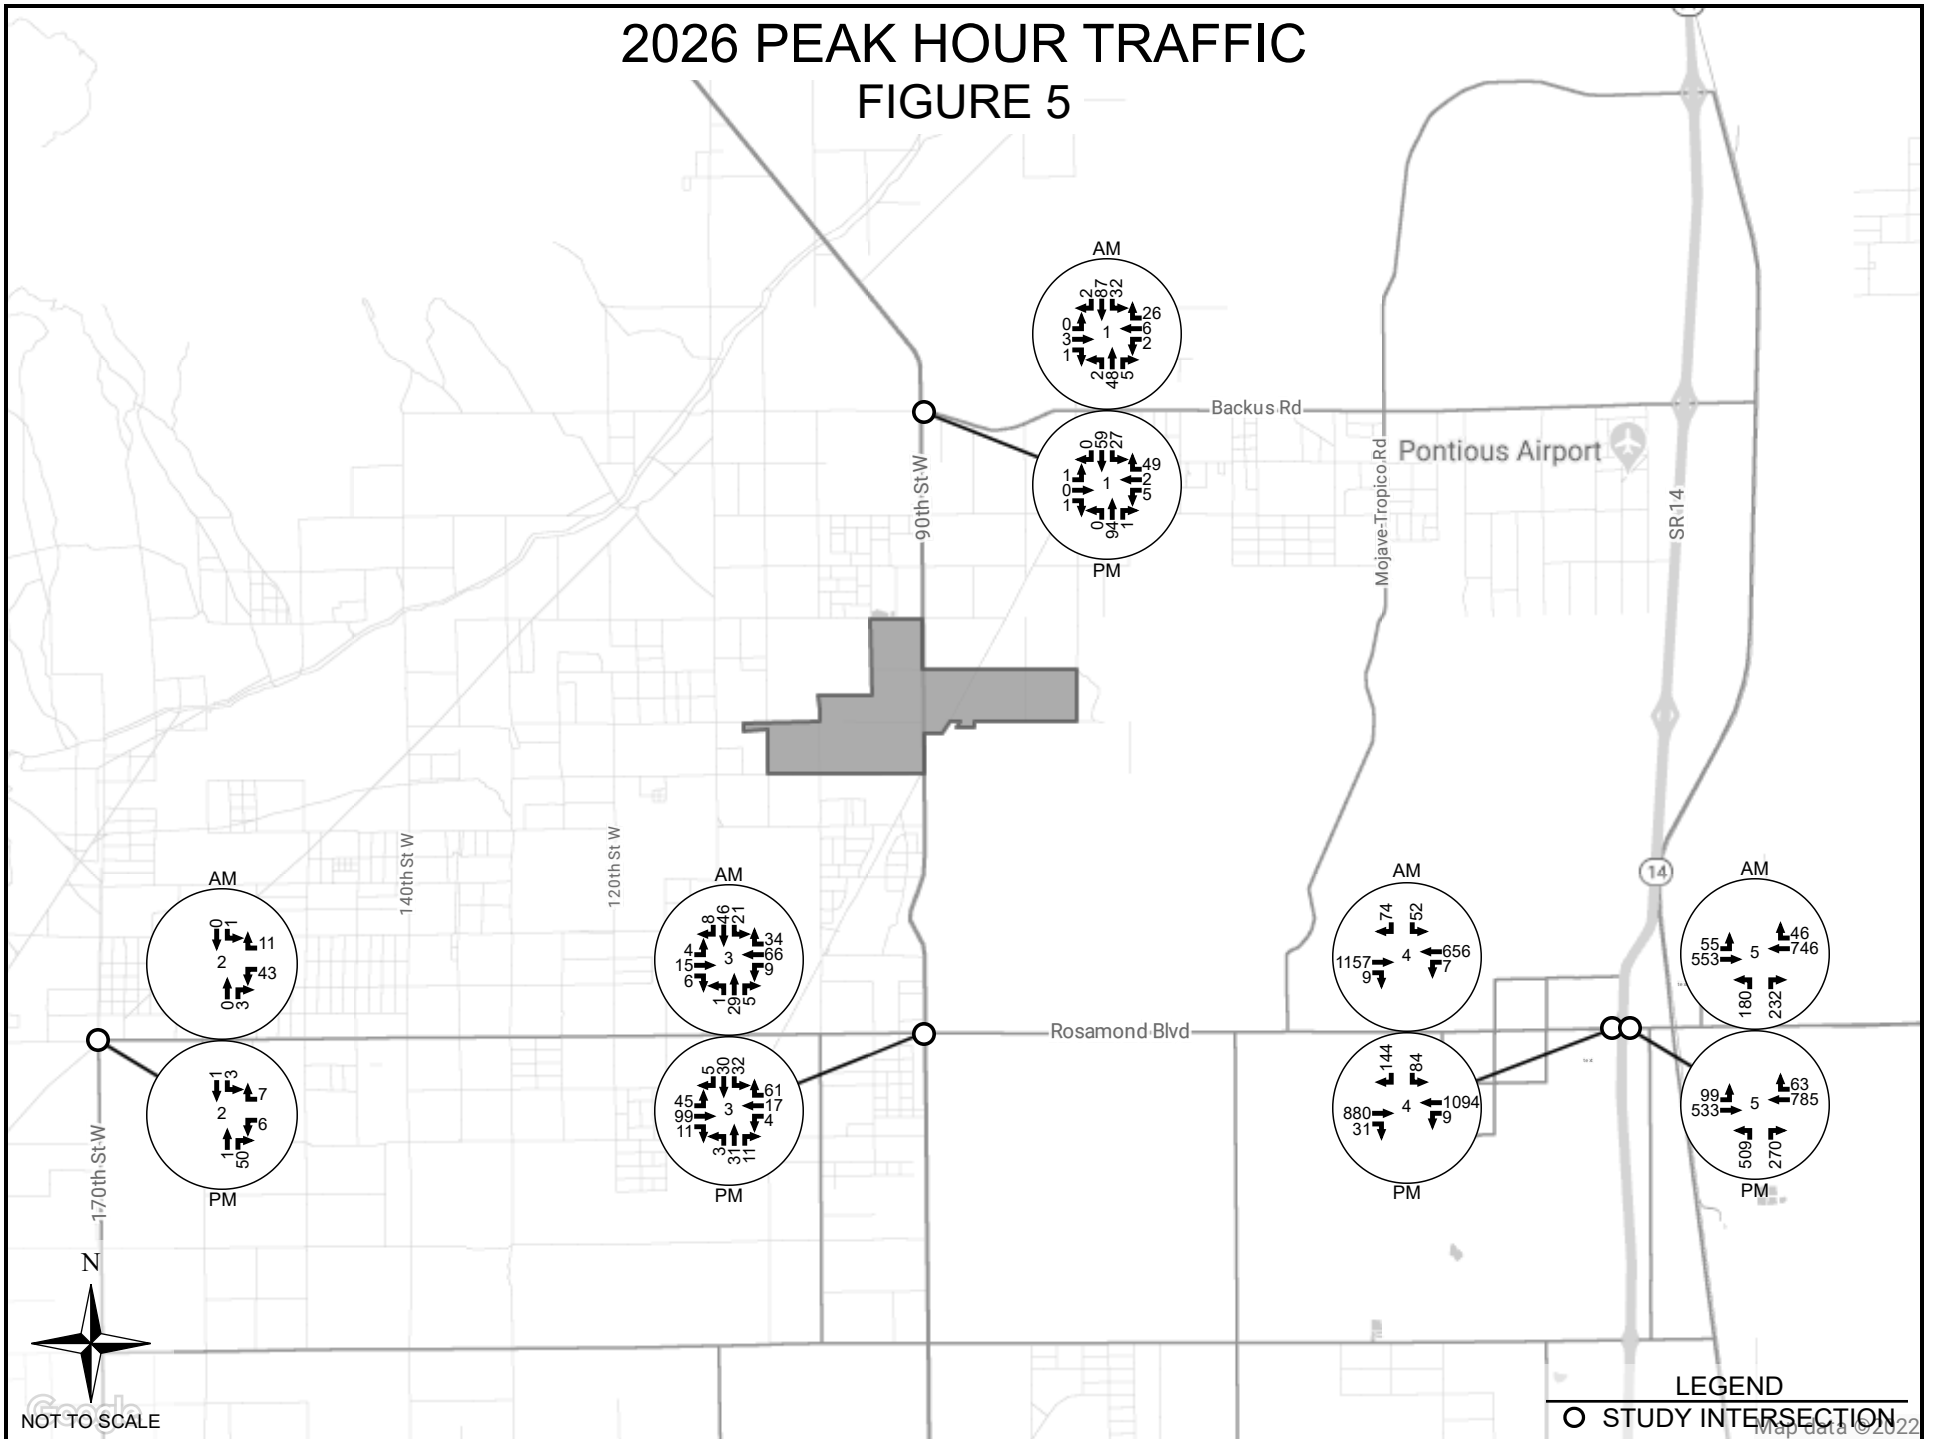 2026 PEAK HOUR TRAFFIC
FIGURE 5
AM
2 87 32
0 26
3 1 6
1 2
2 48 5
Backus Rd
0 59 27
1 49
0 1 2
1 5
0 94 1
PM
Pontious Airport
90th St W
Mojave-Tropico Rd
SR 14
140th St W
120th St W
14
AM
0 1
11
2
43
0 3
AM
8 46 21
4 34
15 3 66
6 9
1 29 5
AM
74 52
1157 4 656
9 7
AM
55 46
553 5 746
180 232
Rosamond Blvd
1 3
7
2
6
1 50
PM
5 30 32
45 61
99 3 17
11 4
3 31 11
PM
144 84
880 4 1094
31 9
PM
99 63
533 5 785
509 270
PM
170th St W
N
NOT TO SCALE
Google
LEGEND
STUDY INTERSECTION
Map data ©2022